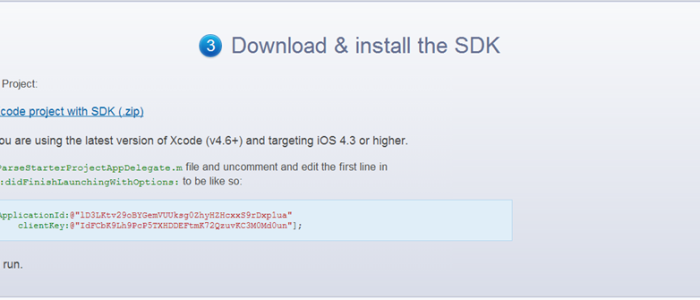 3 Download & install the SDK
Project:
code project with SDK (.zip)
ou are using the latest version of Xcode (v4.6+) and targeting iOS 4.3 or higher.
ParseStarterProjectAppDelegate.m file and uncomment and edit the first line in
:didFinishLaunchingWithOptions: to be like so:
ApplicationId:@"lD3LKtv29oBYGemVUUksg0ZhyHZHcxxS9rDxplua"
clientKey:@"IdFCbK9Lh9PcP5TXHDDEFtmK72QzuvKC3M0Md0un"];
run.